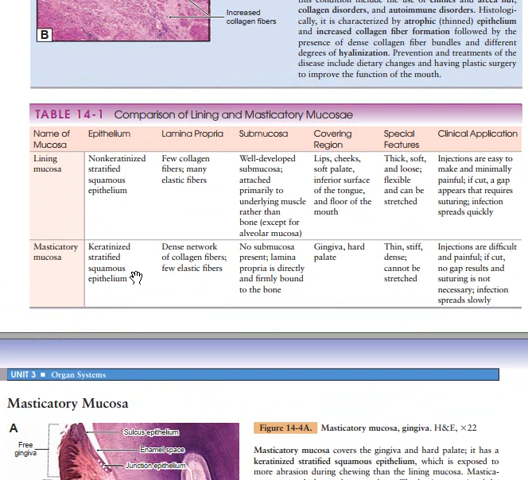 this condition include the use of
collagen disorders, and autoimmune disorders. Histologi-
cally, it is characterized by atrophic (thinned) epithelium
and increased collagen fiber formation followed by the
presence of dense collagen fiber bundles and different
degrees of hyalinization. Prevention and treatments of the
disease include dietary changes and having plastic surgery
to improve the function of the mouth.
Increased
collagen fibers
B
TABLE 14-1 Comparison of Lining and Masticatory Mucosae
Name of
Mucosa
Epithelium
Lamina Propria
Submucosa
Covering
Region
Special
Features
Clinical Application
Lining
mucosa
Nonkeratinized
stratified
squamous
epithelium
Few collagen
fibers; many
elastic fibers
Well-developed
submucosa;
attached
primarily to
underlying muscle
rather than
bone (except for
alveolar mucosa)
Lips, cheeks,
soft palate,
inferior surface
of the tongue,
and floor of the
mouth
Thick, soft,
and loose;
flexible
and can be
stretched
Injections are easy to
make and minimally
painful; if cut, a gap
appears that requires
suturing; infection
spreads quickly
Masticatory
mucosa
Keratinized
stratified
squamous
epithelium
Dense network
of collagen fibers;
few elastic fibers
No submucosa
present; lamina
propria is directly
and firmly bound
to the bone
Gingiva, hard
palate
Thin, stiff,
dense;
cannot be
stretched
Injections are difficult
and painful; if cut,
no gap results and
suturing is not
necessary; infection
spreads slowly
UNIT 3 ■ Organ Systems
Masticatory Mucosa
A
Free
gingiva
Sulcus epithelium
Enamel space
Junction epithelium
Figure 14-4A. Masticatory mucosa, gingiva. H&E, ×22
Masticatory mucosa covers the gingiva and hard palate; it has a
keratinized stratified squamous epithelium, which is exposed to
more abrasion during chewing than the lining mucosa. Mastica-